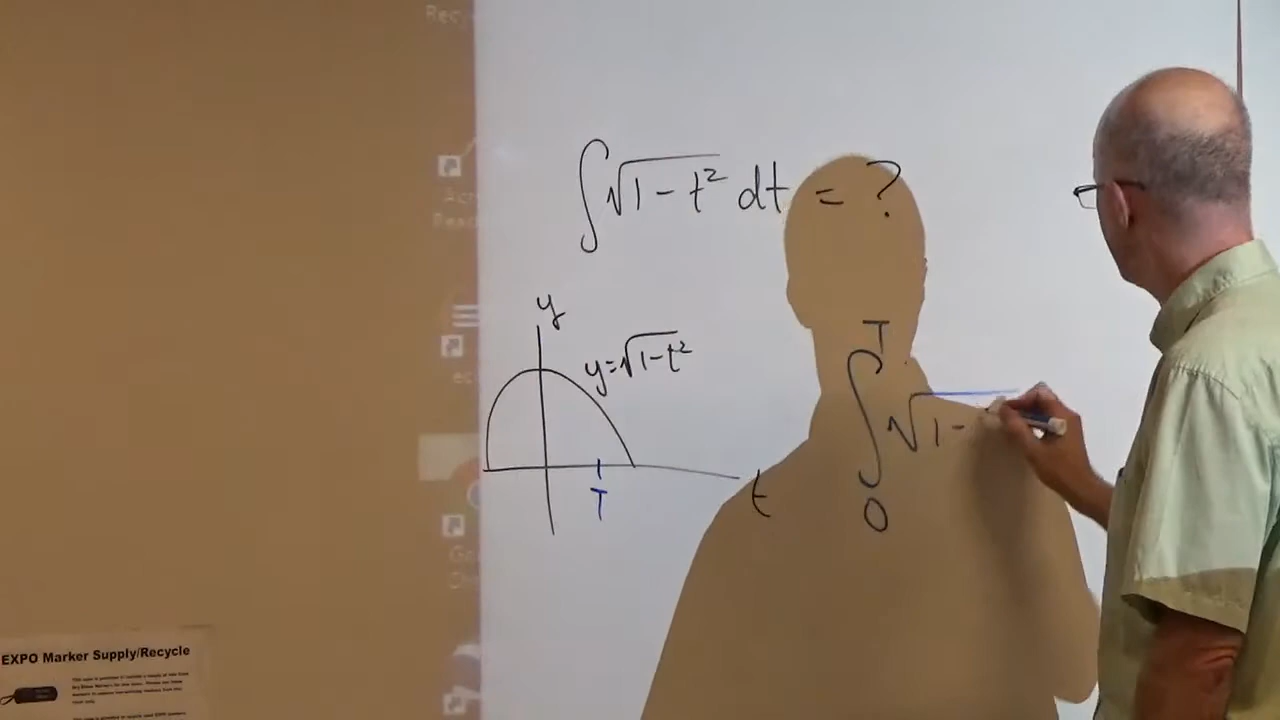 ∫√1-t² dt = ?
y
y=√1-t²
T
t
T
∫√1-
0
EXPO Marker Supply/Recycle